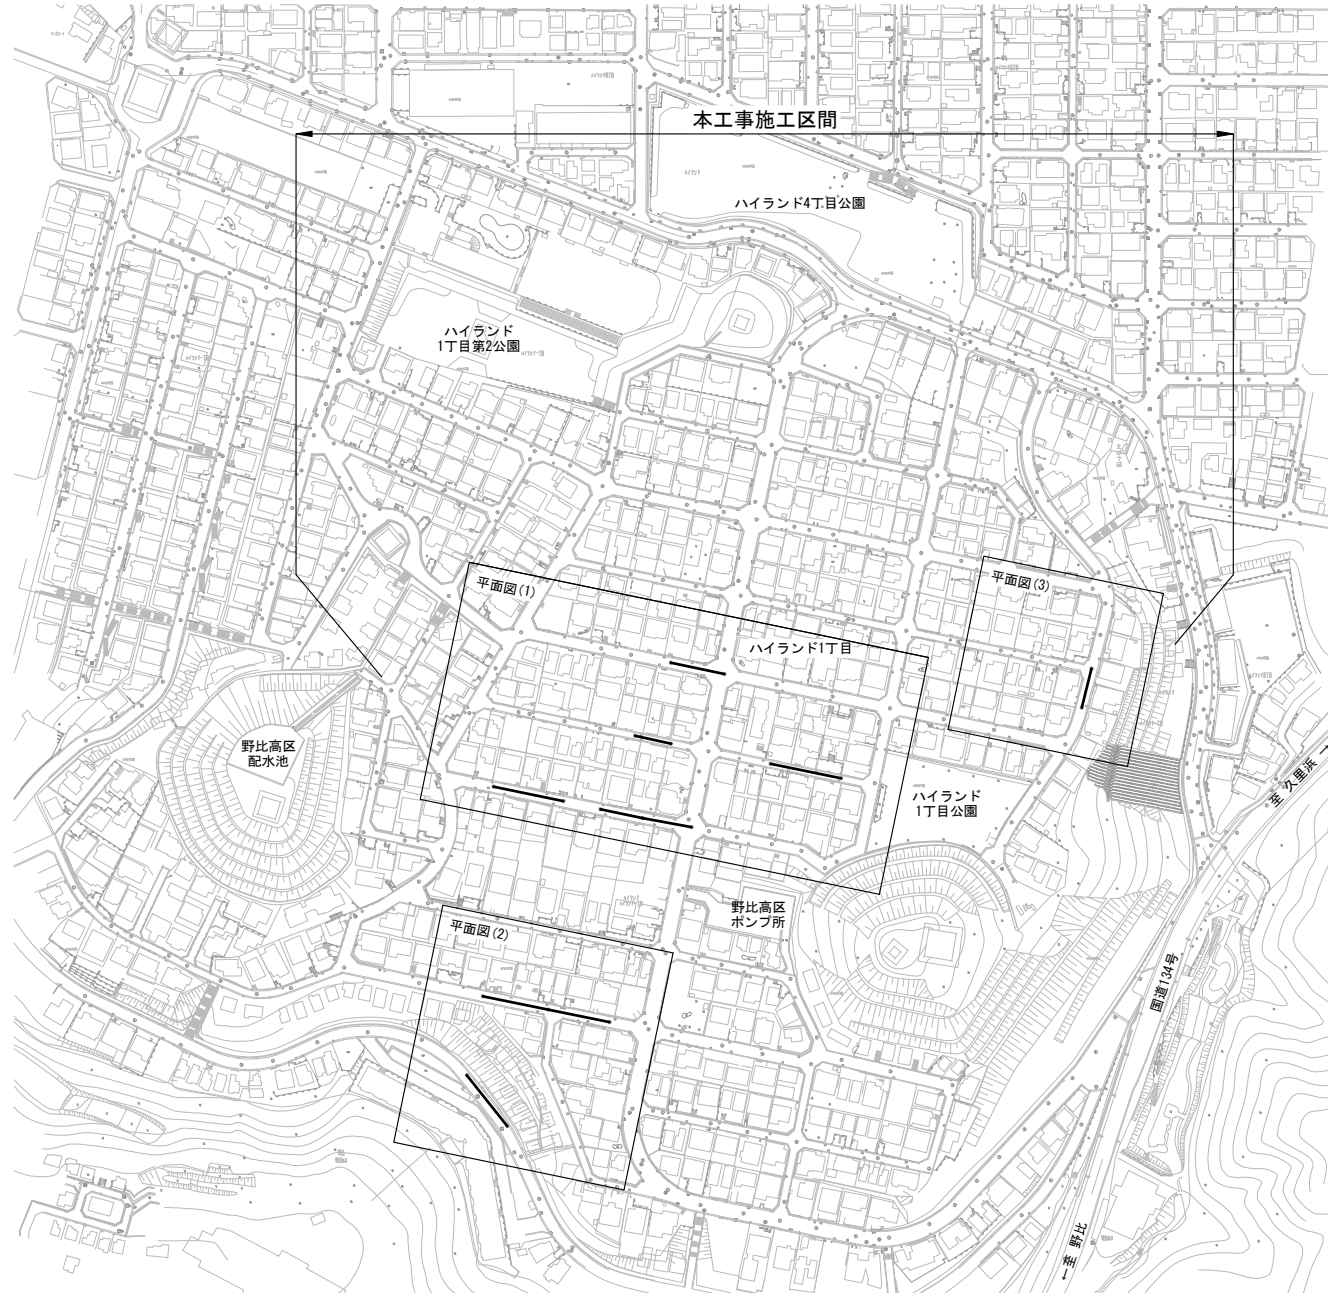 本工事施工区間
ハイランド4丁目公園
ハイランド
1丁目第2公園
平面図(1)
平面図(3)
ハイランド1丁目
野比高区
配水池
ハイランド
1丁目公園
至 久里浜 →
野比高区
ポンプ所
平面図(2)
国道134号
←至 野比